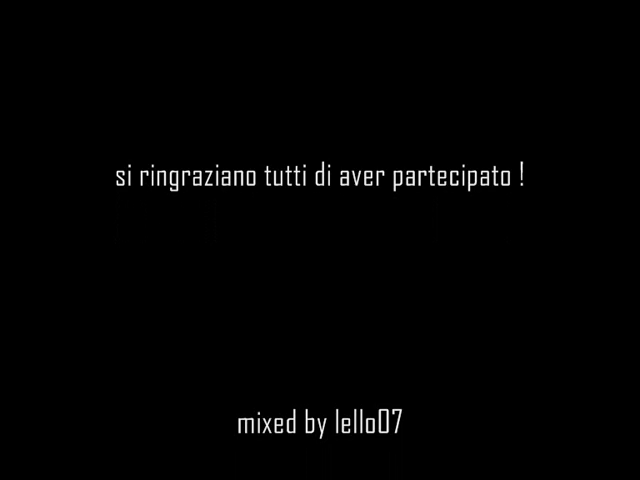 si ringraziano tutti di aver partecipato !
mixed by lello07